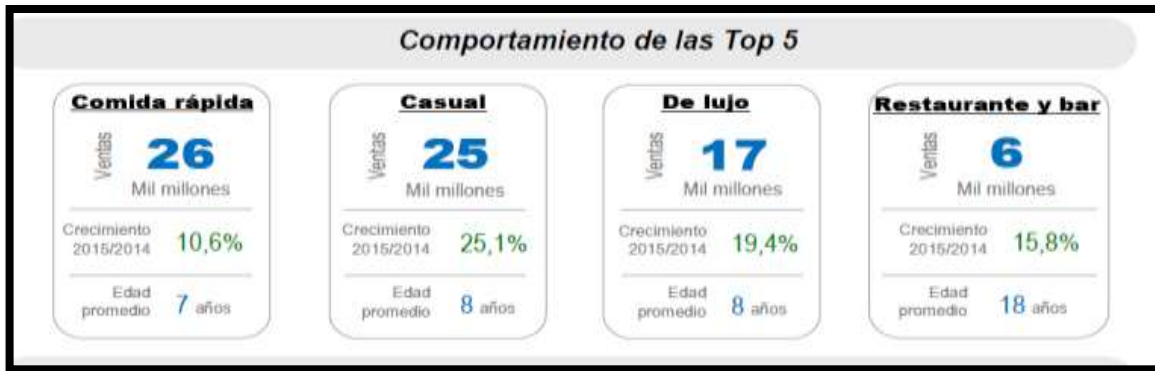 Comportamiento de las Top 5
Comida rápida
Ventas
26
Mil millones
Crecimiento
2015/2014
10,6%
Edad
promedio
7 años
Casual
Ventas
25
Mil millones
Crecimiento
2015/2014
25,1%
Edad
promedio
8 años
De lujo
Ventas
17
Mil millones
Crecimiento
2015/2014
19,4%
Edad
promedio
8 años
Restaurante y bar
Ventas
6
Mil millones
Crecimiento
2015/2014
15,8%
Edad
promedio
18 años